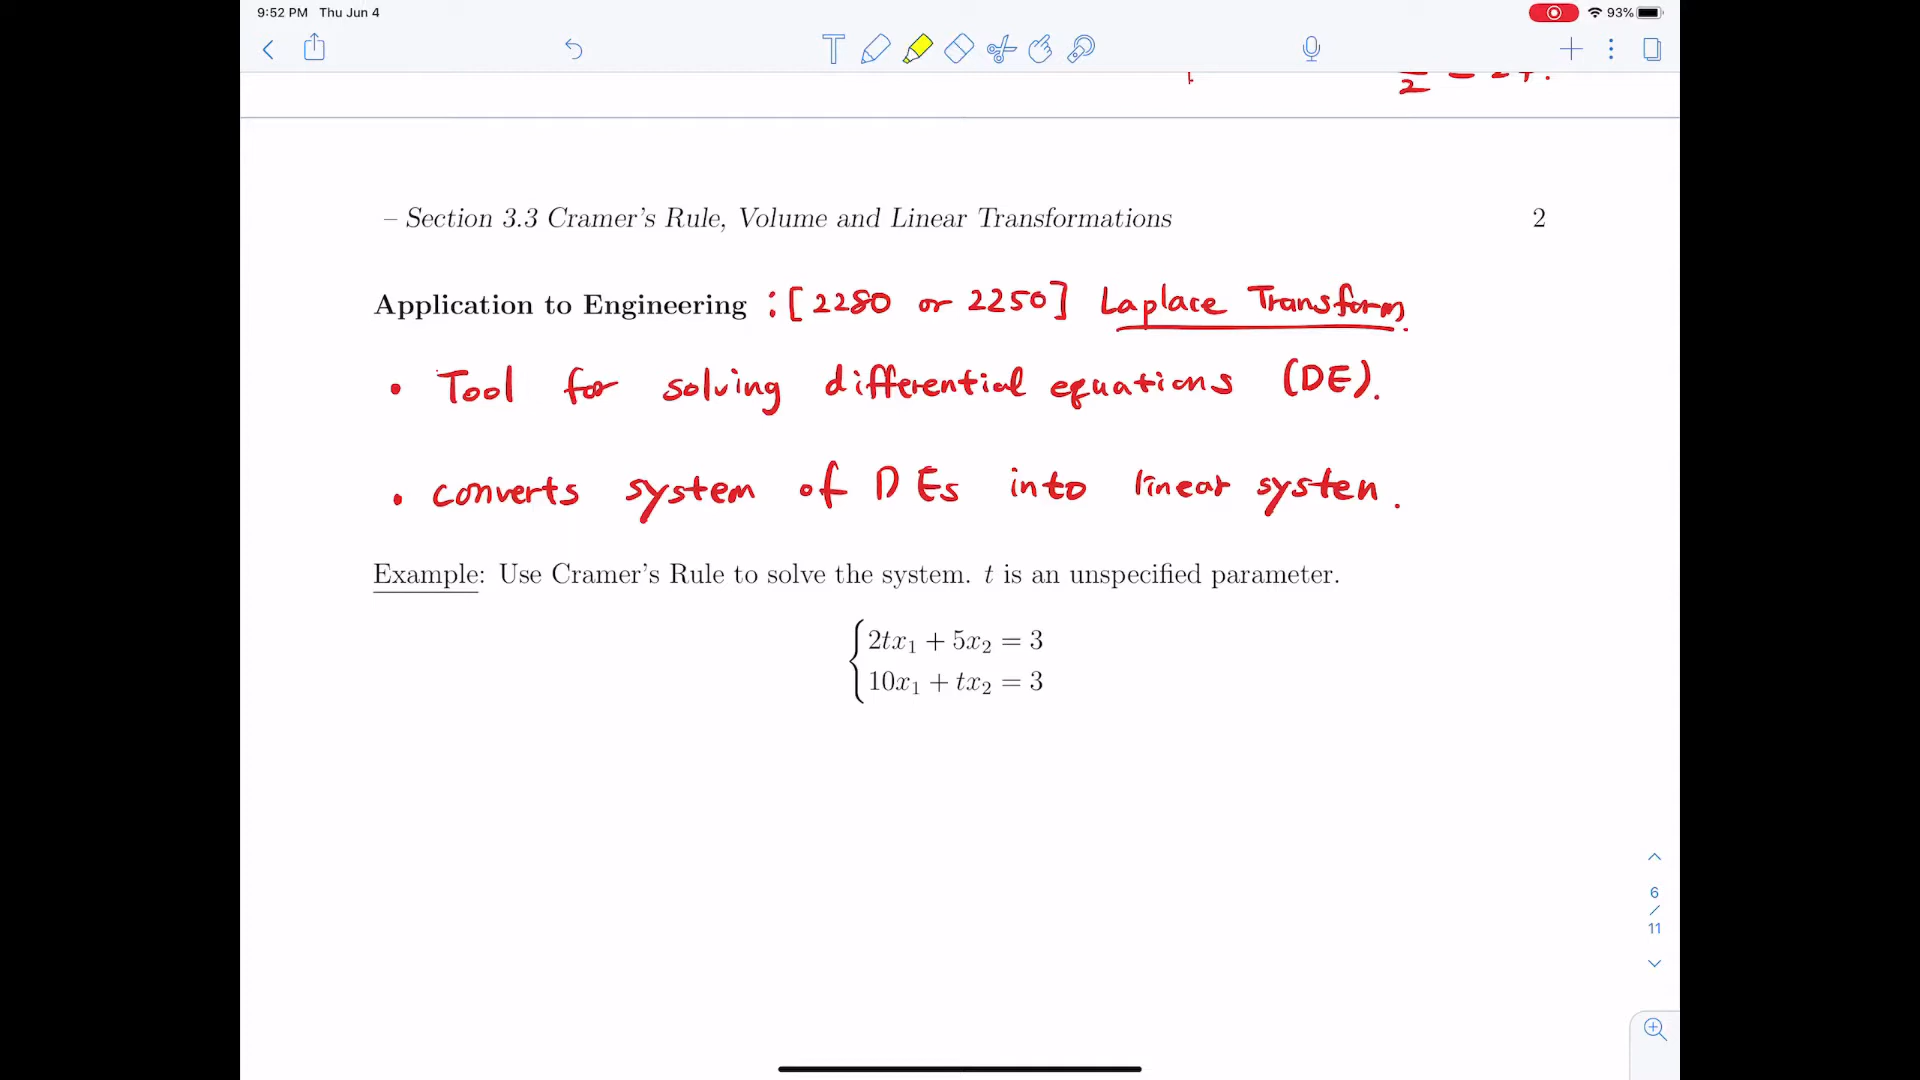 9:52 PM Thu Jun 4
93%
– Section 3.3 Cramer's Rule, Volume and Linear Transformations 2
Application to Engineering : [2280 or 2250] Laplace Transform.
• Tool for solving differential equations (DE).
• converts system of DEs into linear system.
Example: Use Cramer's Rule to solve the system. t is an unspecified parameter.
2tx₁ + 5x₂ = 3
10x₁ + tx₂ = 3
6
/
11